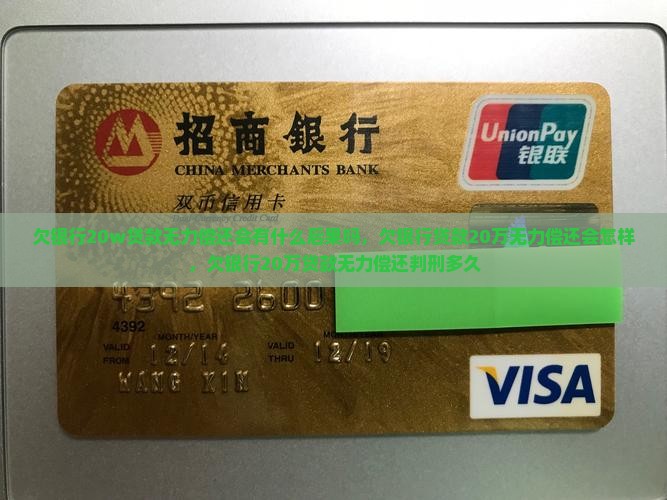 招商銀行
CHINA MERCHANTS BANK
UnionPay
银联
双币信用卡
欠银行20w贷款无力偿还会有什么后果吗、欠银行贷款20万无力偿还会怎样
、欠银行20万贷款无力偿还判刑多久
4392 2600
4392
MONTH/YEAR MONTH/YEAR
VALID FROM 12/14 VALID THRU 12/19
WANG XIN
VISA